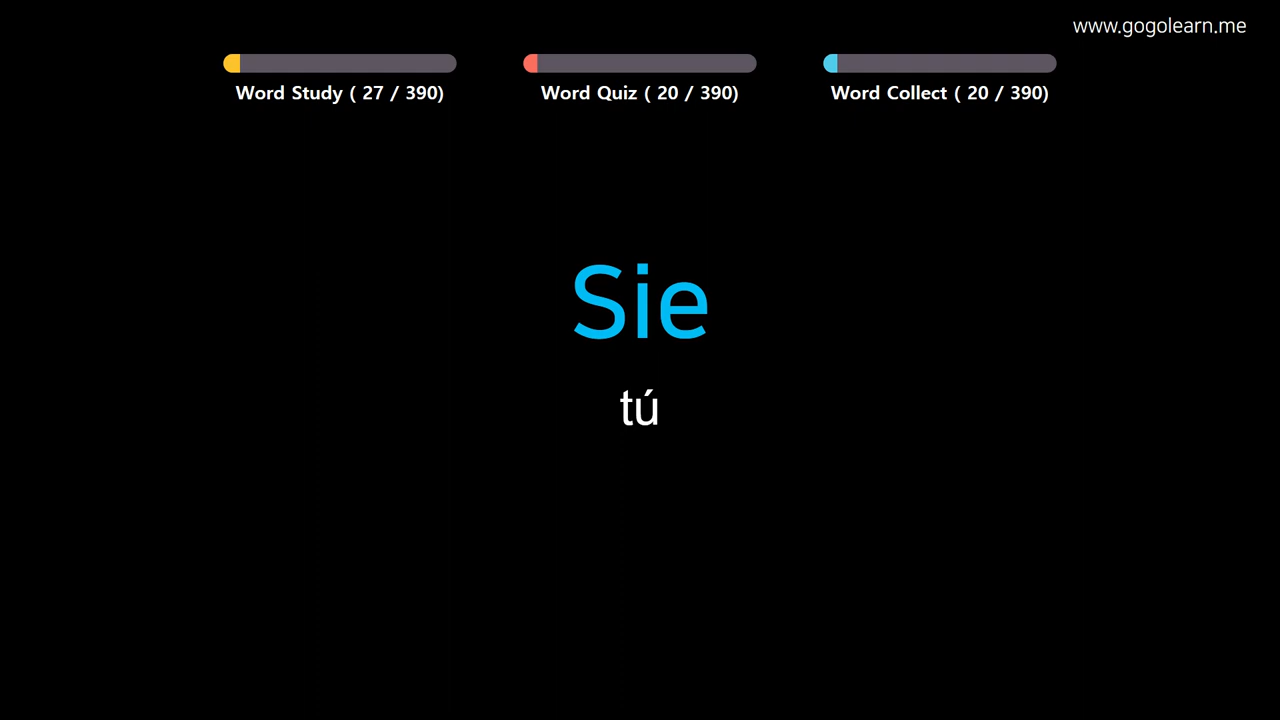 www.gogolearn.me
Word Study ( 27 / 390)
Word Quiz ( 20 / 390)
Word Collect ( 20 / 390)
Sie
tú